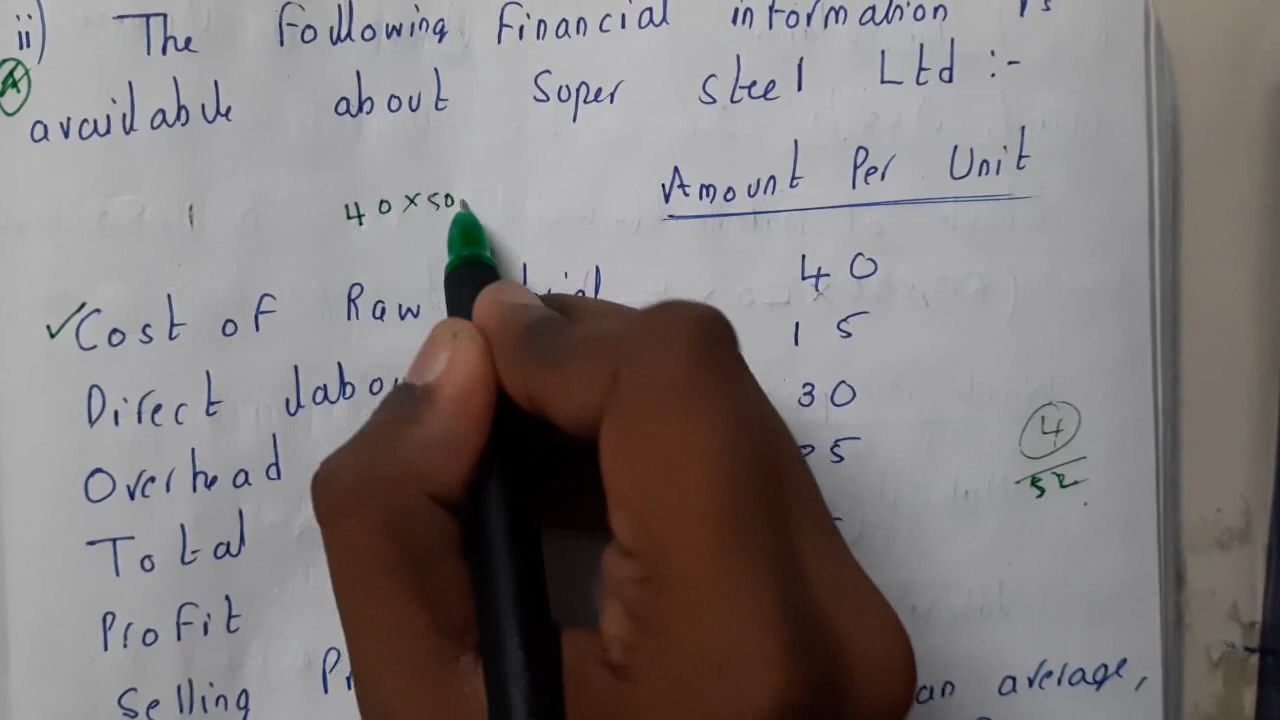 ii) The Following Financial information is
available about Super steel Ltd :-
Amount Per Unit
40×50
40
Cost of Raw
15
Direct labo
30
Overhead
5
4/52
Total
Profit
Selling
an average,